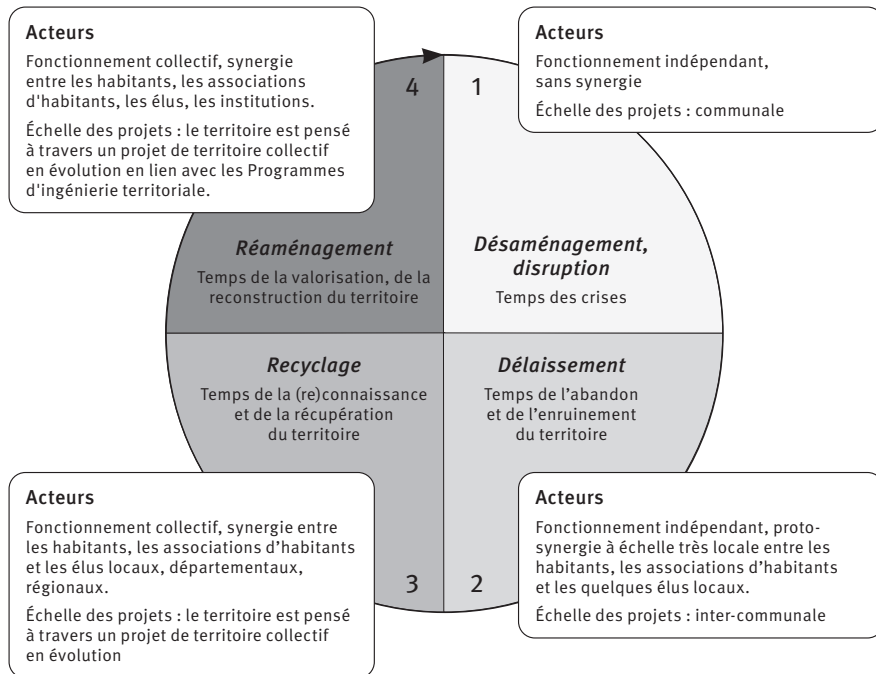 Acteurs
Fonctionnement collectif, synergie
entre les habitants, les associations
d'habitants, les élus, les institutions.
Échelle des projets : le territoire est pensé
à travers un projet de territoire collectif
en évolution en lien avec les Programmes
d'ingénierie territoriale.
4
Réaménagement
Temps de la valorisation, de la
reconstruction du territoire
Acteurs
Fonctionnement indépendant,
sans synergie
Échelle des projets : communale
1
Désaménagement,
disruption
Temps des crises
Recyclage
Temps de la (re)connaissance
et de la récupération
du territoire
Délaissement
Temps de l’abandon
et de l’enruinement
du territoire
Acteurs
Fonctionnement collectif, synergie entre
les habitants, les associations d’habitants
et les élus locaux, départementaux,
régionaux.
Échelle des projets : le territoire est pensé
à travers un projet de territoire collectif
en évolution
3
2
Acteurs
Fonctionnement indépendant, proto-
synergie à échelle très locale entre les
habitants, les associations d’habitants
et les quelques élus locaux.
Échelle des projets : inter-communale